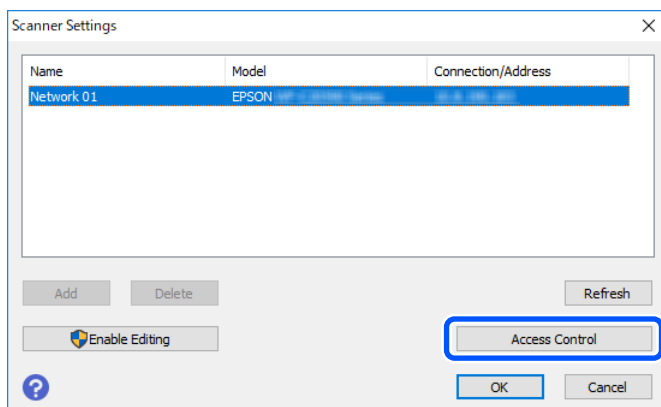 Scanner Settings
Name Model Connection/Address
Network 01 EPSON
Add Delete Refresh
Enable Editing Access Control
OK Cancel